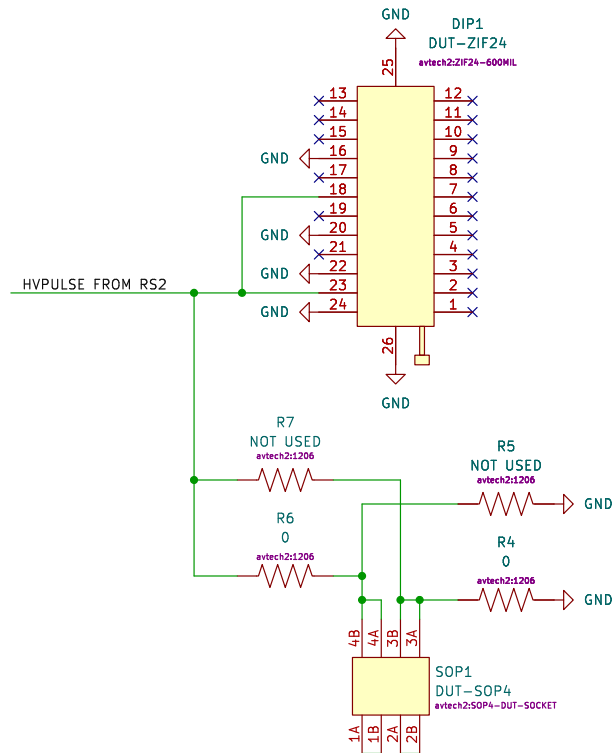 GND
DIP1
DUT-ZIF24
avtech2:ZIF24-600MIL
25
13 12
14 11
15 10
GND 16 9
17 8
18 7
19 6
GND 20 5
21 4
GND 22 3
HVPULSE FROM RS2 23 2
GND 24 1
26
GND
R7
NOT USED
avtech2:1206
R5
NOT USED
avtech2:1206
GND
R6
0
avtech2:1206
R4
0
avtech2:1206
GND
4B 4A 3B 3A
SOP1
DUT-SOP4
avtech2:SOP4-DUT-SOCKET
1A 1B 2A 2B